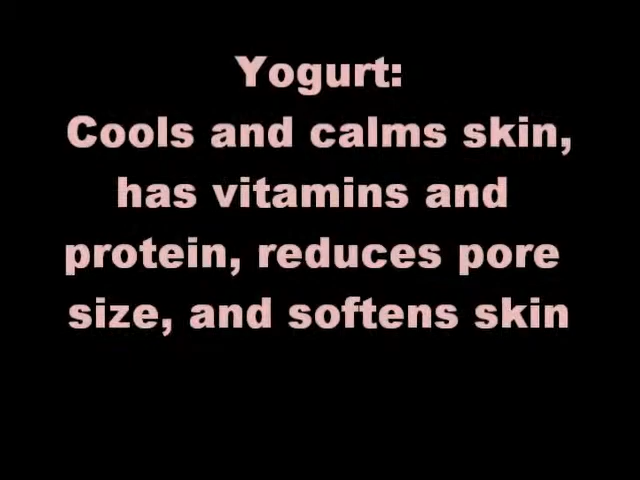 Yogurt:
Cools and calms skin,
has vitamins and
protein, reduces pore
size, and softens skin